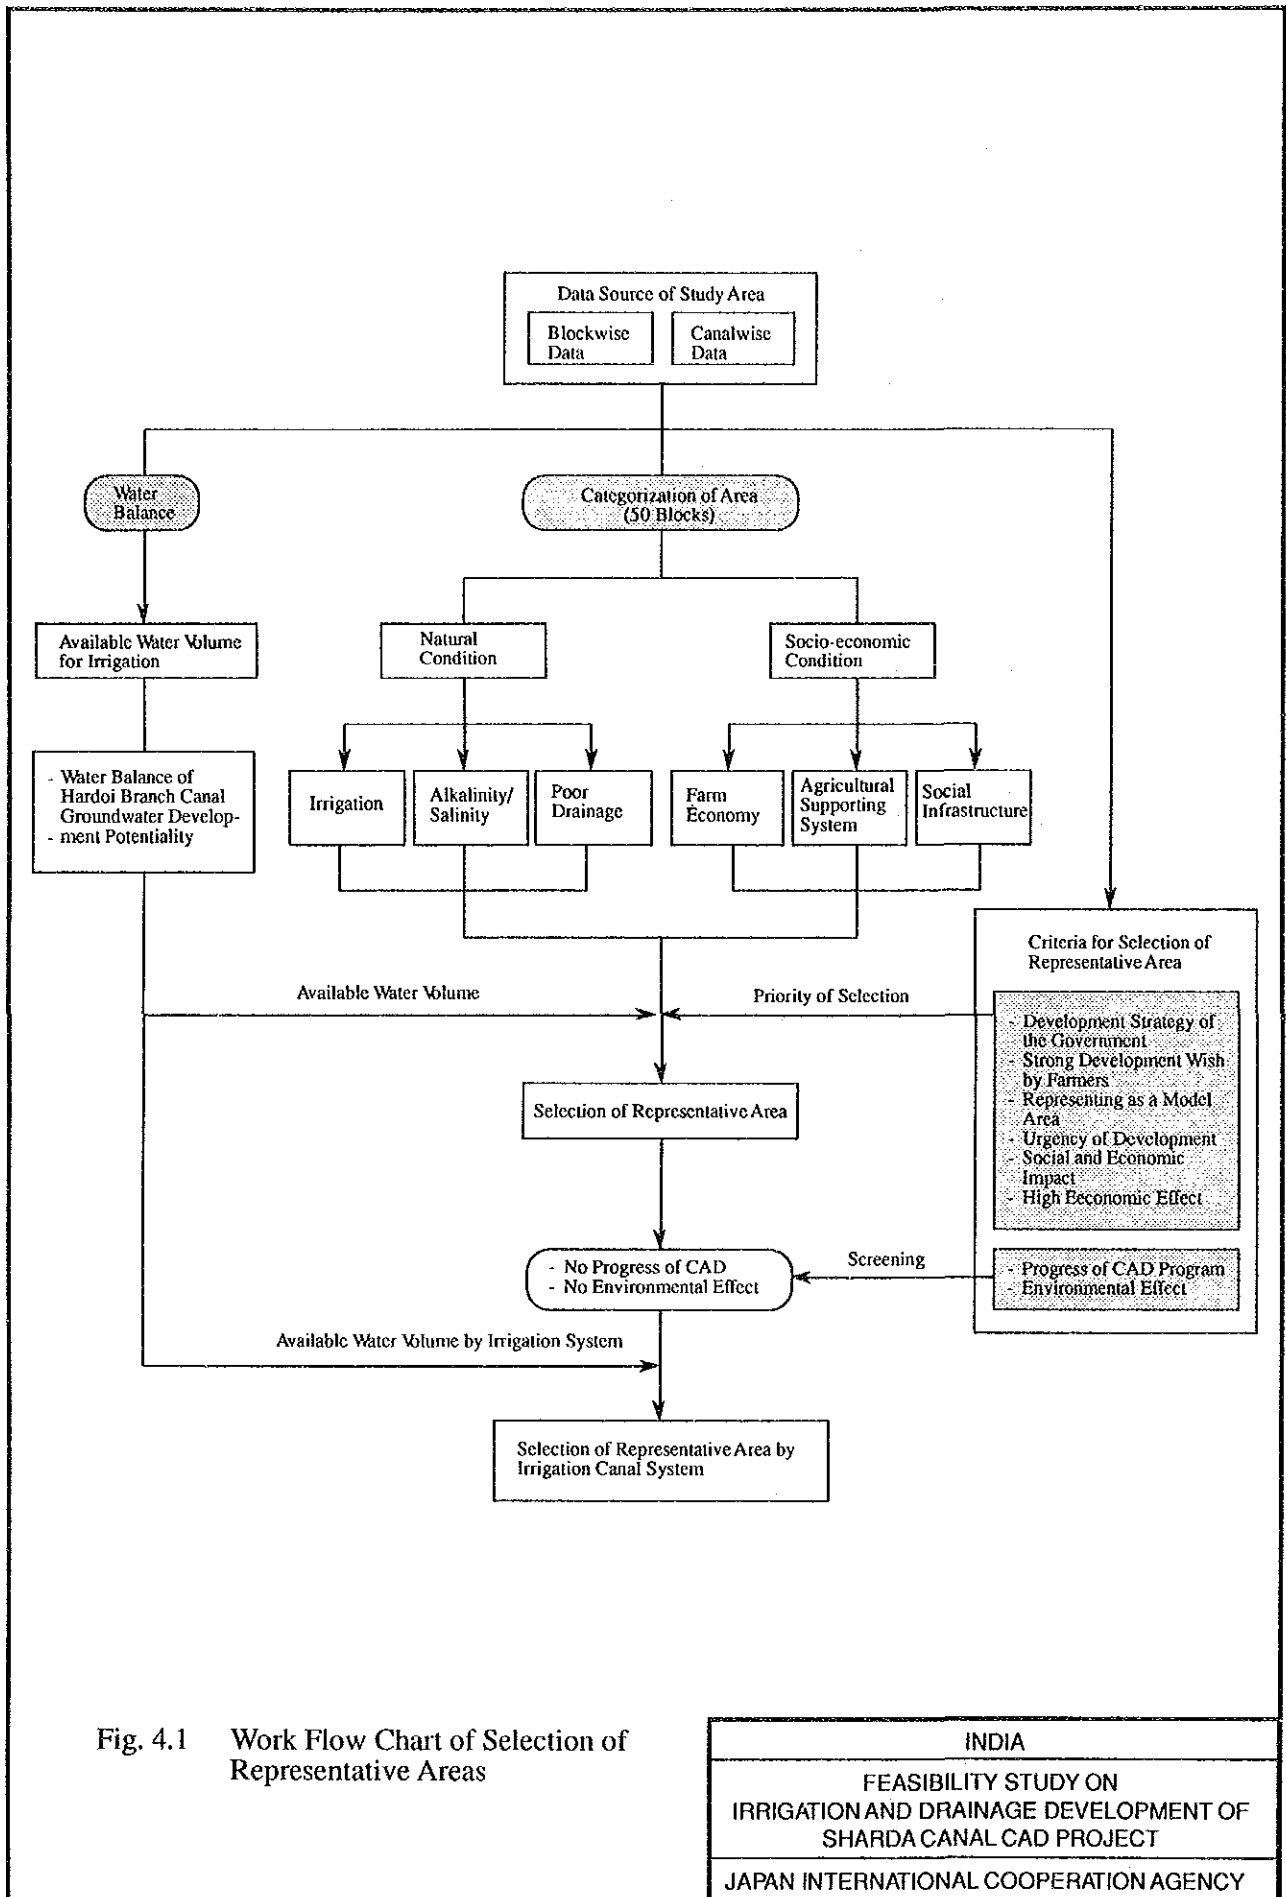 Data Source of Study Area
Blockwise
Data
Canalwise
Data
Water
Balance
Categorization of Area
(50 Blocks)
Available Water Volume
for Irrigation
Natural
Condition
Socio-economic
Condition
- Water Balance of
Hardoi Branch Canal
Groundwater Develop-
- ment Potentiality
Irrigation
Alkalinity/
Salinity
Poor
Drainage
Farm
Economy
Agricultural
Supporting
System
Social
Infrastructure
Criteria for Selection of
Representative Area
Available Water Volume
Priority of Selection
- Development Strategy of
the Government
- Strong Development Wish
by Farmers
- Representing as a Model
Area
- Urgency of Development
- Social and Economic
Impact
- High Eeconomic Effect
Selection of Representative Area
- No Progress of CAD
- No Environmental Effect
Screening
- Progress of CAD Program
- Environmental Effect
Available Water Volume by Irrigation System
Selection of Representative Area by
Irrigation Canal System
Fig. 4.1 Work Flow Chart of Selection of
Representative Areas
INDIA
FEASIBILITY STUDY ON
IRRIGATION AND DRAINAGE DEVELOPMENT OF
SHARDA CANAL CAD PROJECT
JAPAN INTERNATIONAL COOPERATION AGENCY